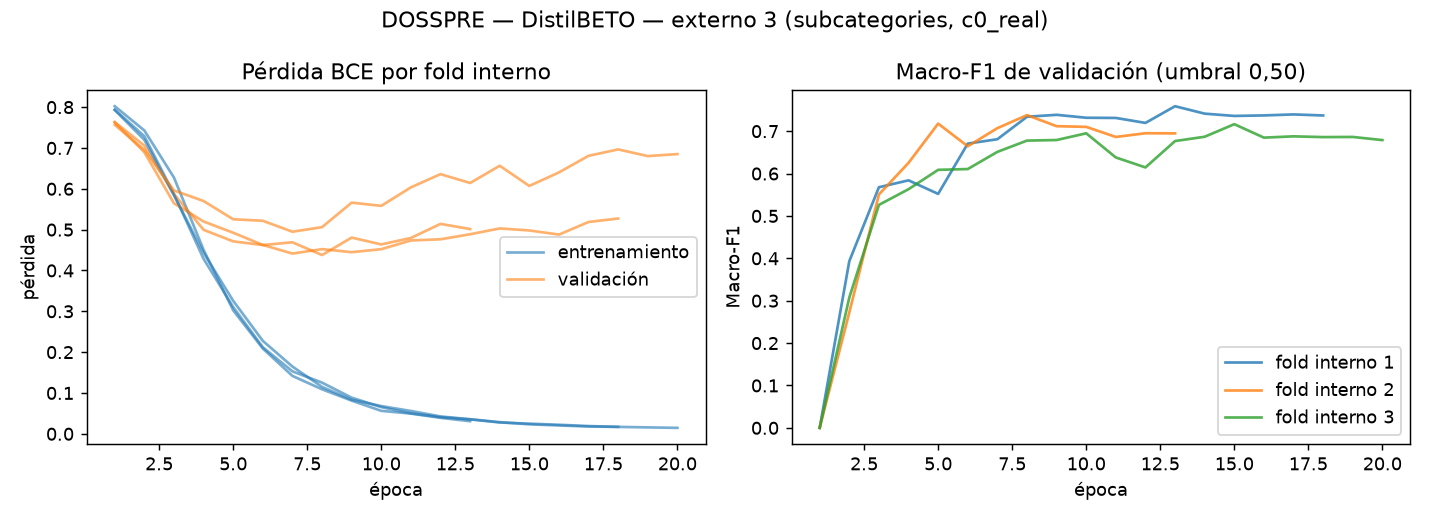 DOSSPRE — DistilBETO — externo 3 (subcategories, c0_real)
Pérdida BCE por fold interno
pérdida
0.8
0.7
0.6
0.5
0.4
0.3
0.2
0.1
0.0
entrenamiento
validación
2.5 5.0 7.5 10.0 12.5 15.0 17.5 20.0
época
Macro-F1 de validación (umbral 0,50)
Macro-F1
0.7
0.6
0.5
0.4
0.3
0.2
0.1
0.0
fold interno 1
fold interno 2
fold interno 3
2.5 5.0 7.5 10.0 12.5 15.0 17.5 20.0
época